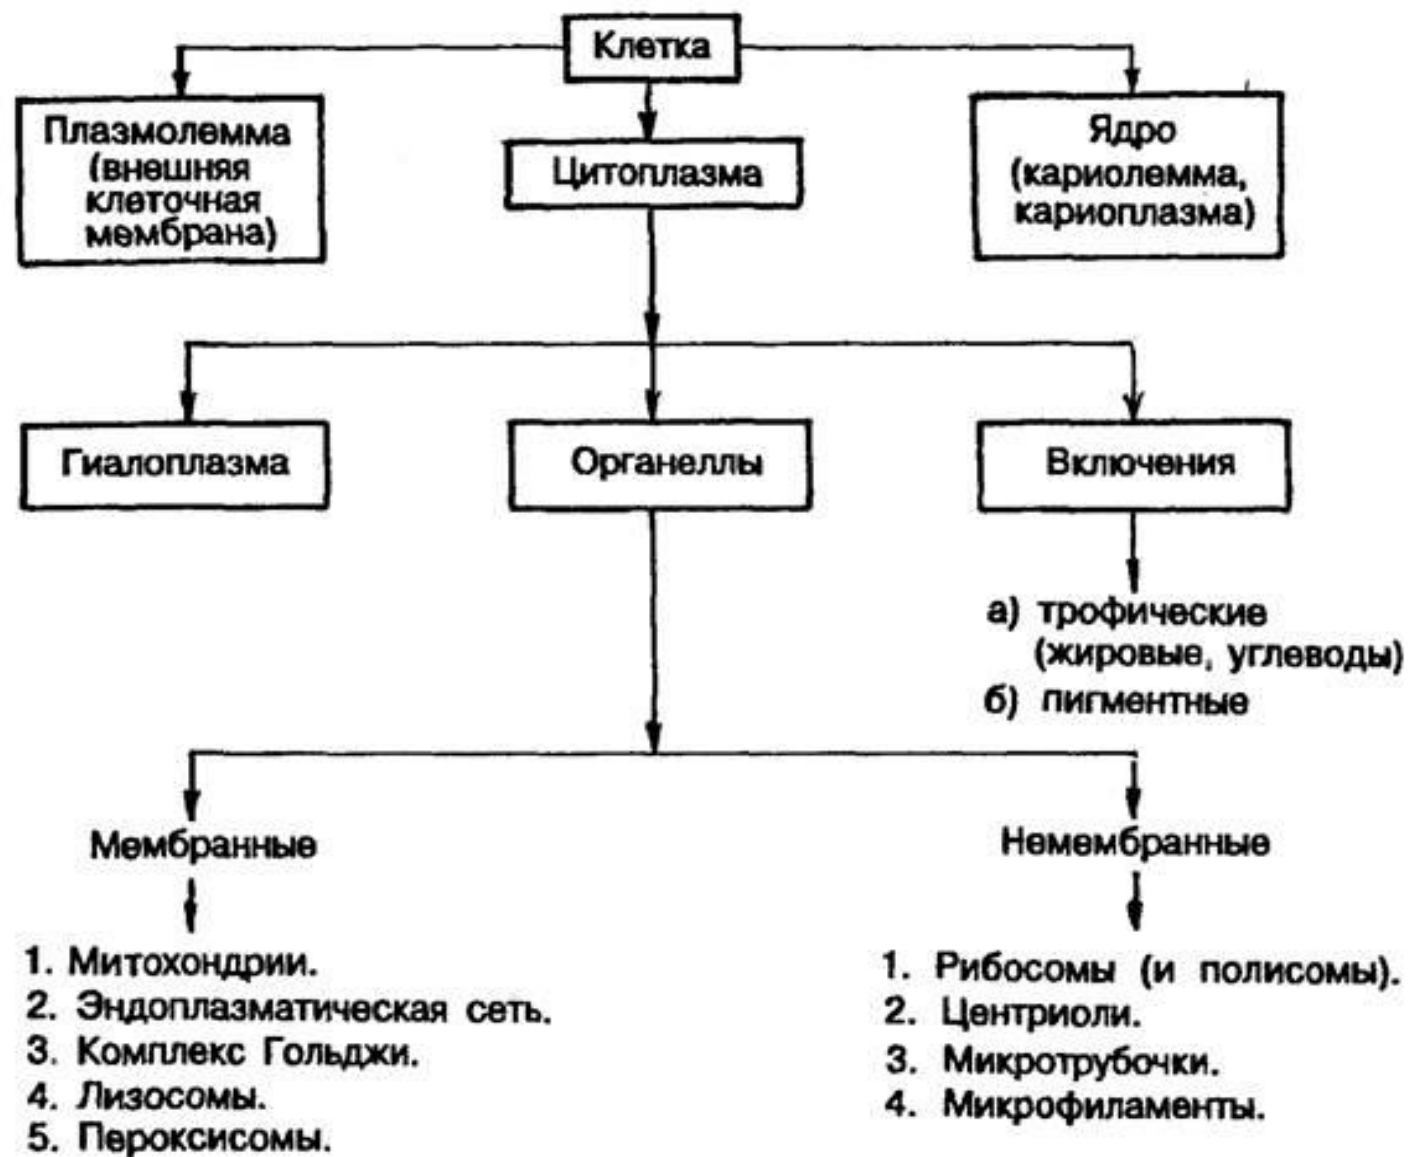 Клетка
Плазмолемма
(внешняя
клеточная
мембрана)
Цитоплазма
Ядро
(кариолемма,
кариоплазма)
Гиалоплазма
Органеллы
Включения
а) трофические
(жировые, углеводы)
б) пигментные
Мембранные
Немембранные
1. Митохондрии.
2. Эндоплазматическая сеть.
3. Комплекс Гольджи.
4. Лизосомы.
5. Пероксисомы.
1. Рибосомы (и полисомы).
2. Центриоли.
3. Микротрубочки.
4. Микрофиламенты.